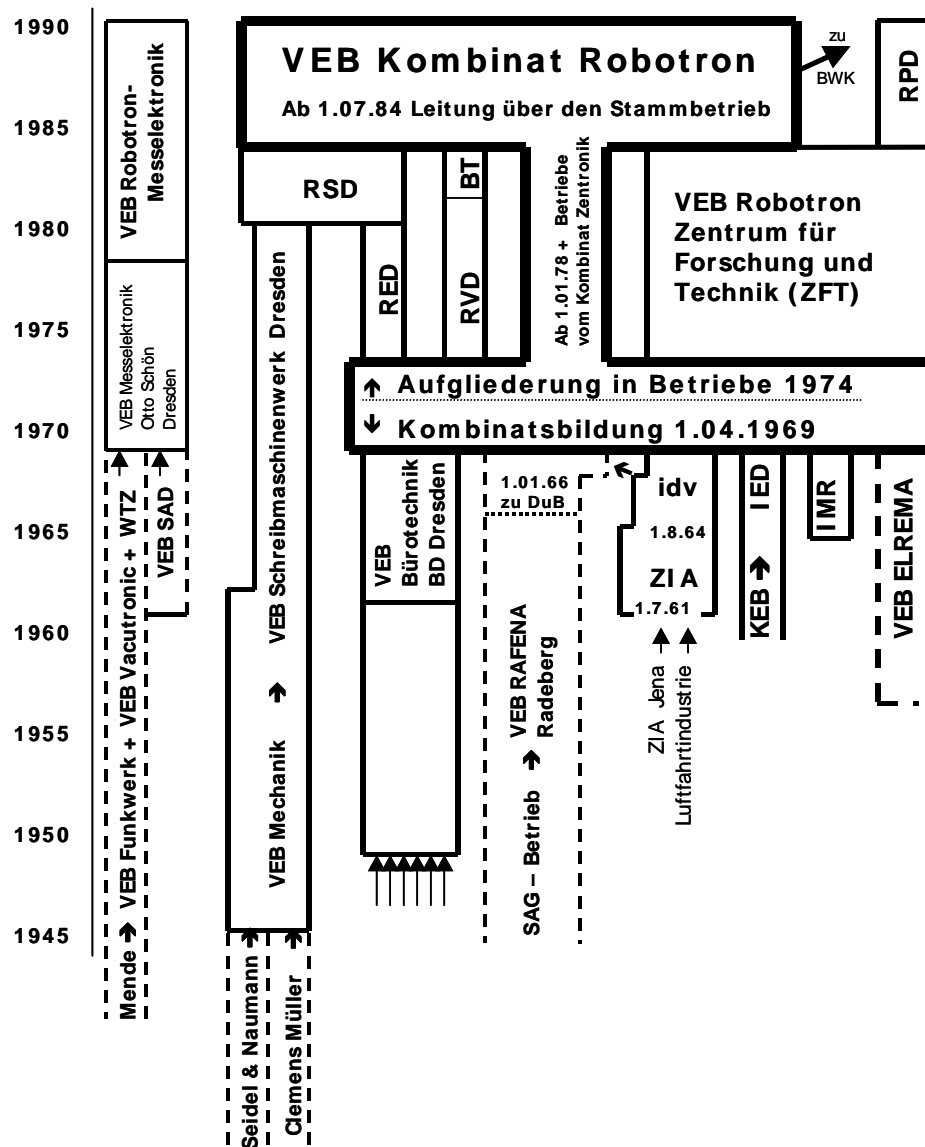 1990
1985
1980
1975
1970
1965
1960
1955
1950
1945
VEB Robotron-
Messelektronik
VEB Messelektronik
Otto Schön
Dresden
Mende ➔ VEB Funkwerk + VEB Vacutronic + WTZ
VEB SAD
VEB Kombinat Robotron
Ab 1.07.84 Leitung über den Stammbetrieb
zu
BWK
RPD
RSD
BT
RED
RVD
Ab 1.01.78 + Betriebe
vom Kombinat Zentronik
VEB Robotron
Zentrum für
Forschung und
Technik (ZFT)
Aufgliederung in Betriebe 1974
Kombinatsbildung 1.04.1969
VEB Mechanik ➔ VEB Schreibmaschinenwerk Dresden
Seidel & Naumann
Clemens Müller
VEB
Bürotechnik
BD Dresden
1.01.66
zu DuB
SAG – Betrieb ➔ VEB RAFENA
Radeberg
idv
1.8.64
ZIA
1.7.61
ZIA Jena
Luftfahrtindustrie
KEB ➔ IED
IMR
VEB ELREMA